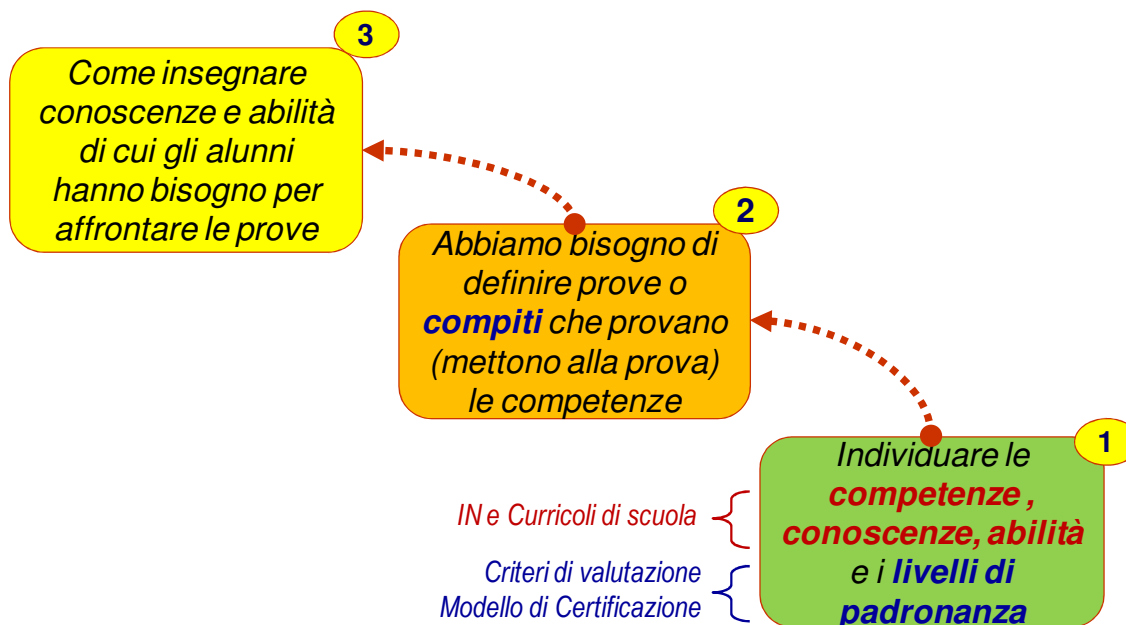 3
Come insegnare
conoscenze e abilità
di cui gli alunni
hanno bisogno per
affrontare le prove
2
Abbiamo bisogno di
definire prove o
compiti che provano
(mettono alla prova)
le competenze
1
Individuare le
competenze ,
conoscenze, abilità
e i livelli di
padronanza
IN e Curricoli di scuola
Criteri di valutazione
Modello di Certificazione